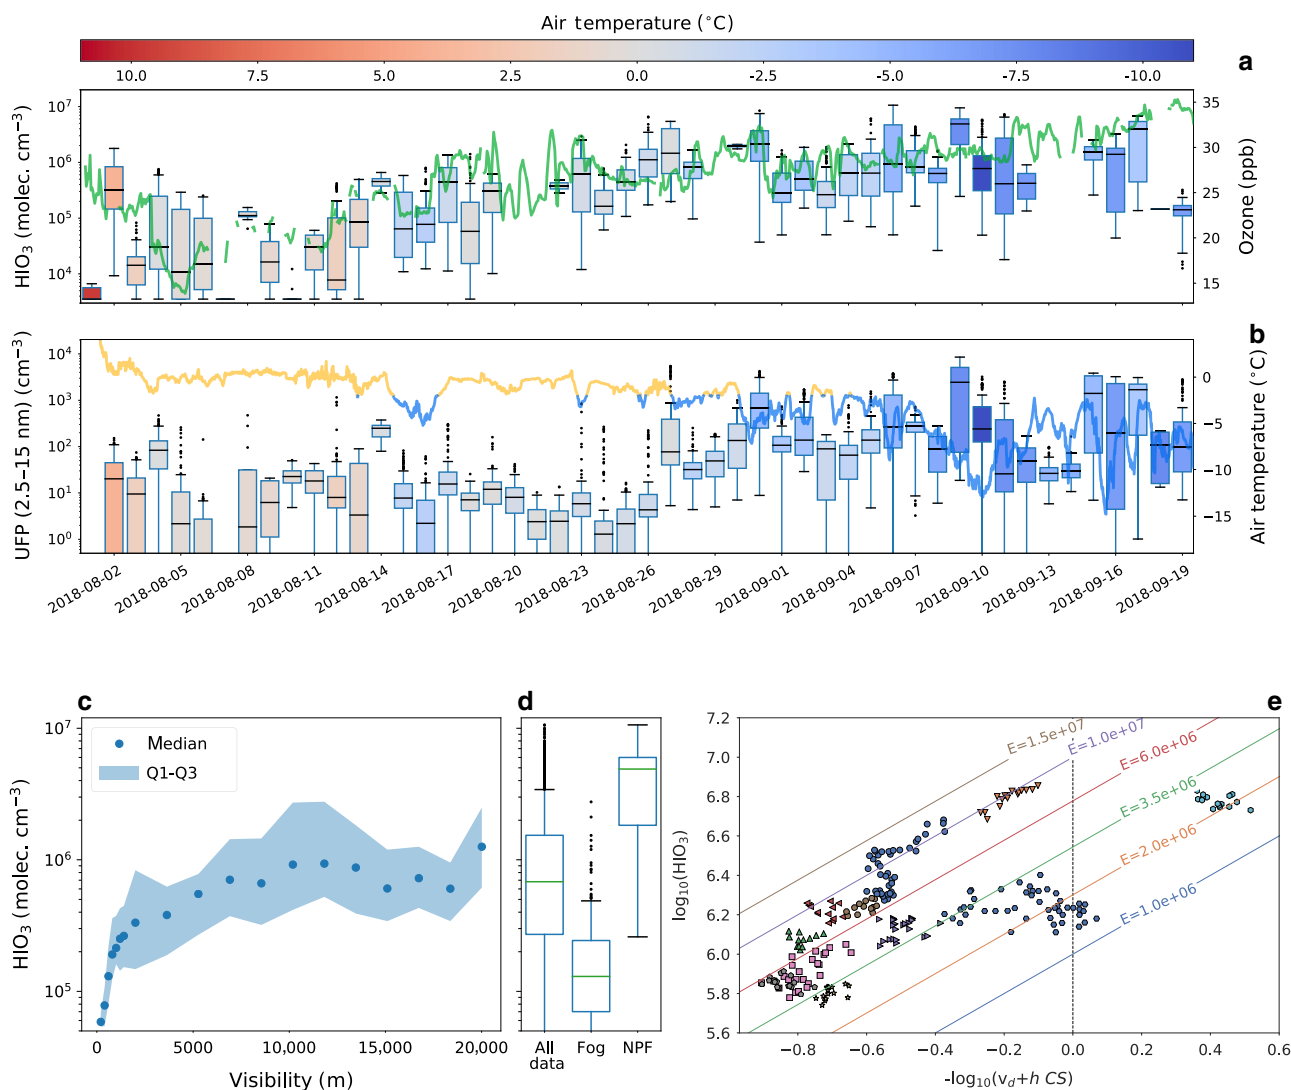 Air temperature (°C)
10.0 7.5 5.0 2.5 0.0 -2.5 -5.0 -7.5 -10.0
a
HIO₃ (molec. cm⁻³)
10⁷
10⁶
10⁵
10⁴
35
30
25
20
15
Ozone (ppb)
b
UFP (2.5–15 nm) (cm⁻³)
10⁴
10³
10²
10¹
10⁰
0
−5
−10
−15
Air temperature (°C)
2018-08-02 2018-08-05 2018-08-08 2018-08-11 2018-08-14 2018-08-17 2018-08-20 2018-08-23 2018-08-26 2018-08-29 2018-09-01 2018-09-04 2018-09-07 2018-09-10 2018-09-13 2018-09-16 2018-09-19
c
HIO₃ (molec. cm⁻³)
10⁷
10⁶
10⁵
Median
Q1-Q3
0 5000 10,000 15,000 20,000
Visibility (m)
d
All data
Fog
NPF
e
log₁₀(HIO₃)
7.2
7.0
6.8
6.6
6.4
6.2
6.0
5.8
5.6
E=1.5e+07
E=1.0e+07
E=6.0e+06
E=3.5e+06
E=2.0e+06
E=1.0e+06
−0.8 −0.6 −0.4 −0.2 0.0 0.2 0.4 0.6
-log₁₀(v_d+h CS)